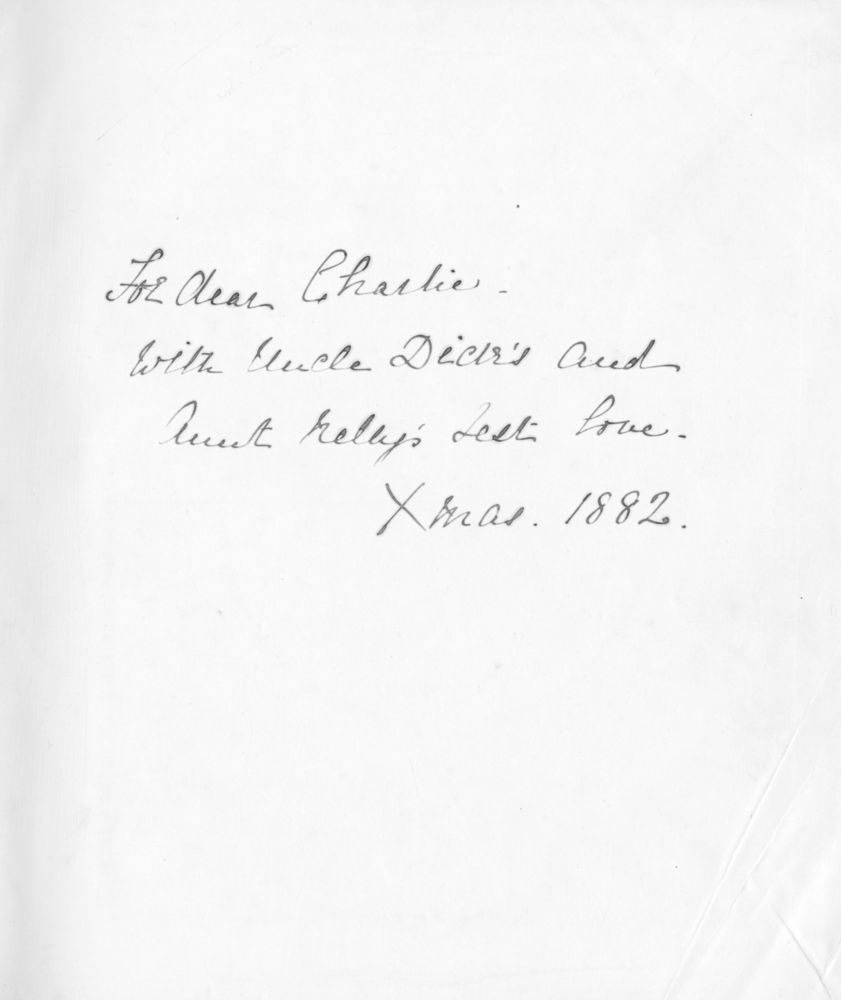 For dear Charlie -
With Uncle Dick's and
Aunt Nelly's best love -
Xmas. 1882.